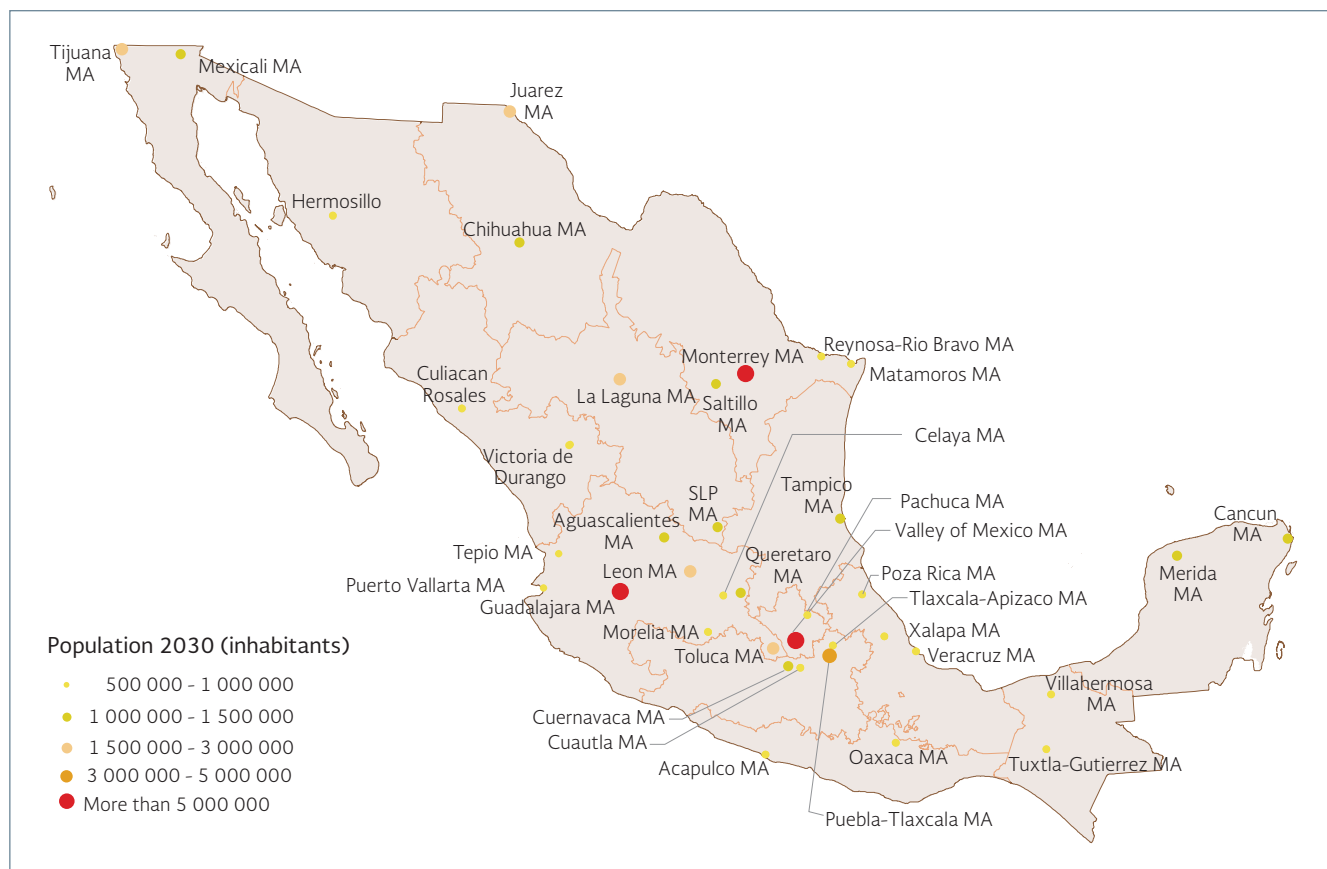 Tijuana
MA
Mexicali MA
Juarez
MA
Hermosillo
Chihuahua MA
Reynosa-Rio Bravo MA
Monterrey MA
Matamoros MA
Culiacan
Rosales
La Laguna MA
Saltillo
MA
Celaya MA
Victoria de
Durango
SLP
MA
Tampico
MA
Pachuca MA
Valley of Mexico MA
Cancun
MA
Aguascalientes
MA
Tepio MA
Queretaro
MA
Leon MA
Poza Rica MA
Merida
MA
Puerto Vallarta MA
Guadalajara MA
Tlaxcala-Apizaco MA
Morelia MA
Xalapa MA
Toluca MA
Veracruz MA
Villahermosa
MA
Cuernavaca MA
Cuautla MA
Acapulco MA
Oaxaca MA
Tuxtla-Gutierrez MA
Puebla-Tlaxcala MA
Population 2030 (inhabitants)
500 000 - 1 000 000
1 000 000 - 1 500 000
1 500 000 - 3 000 000
3 000 000 - 5 000 000
More than 5 000 000